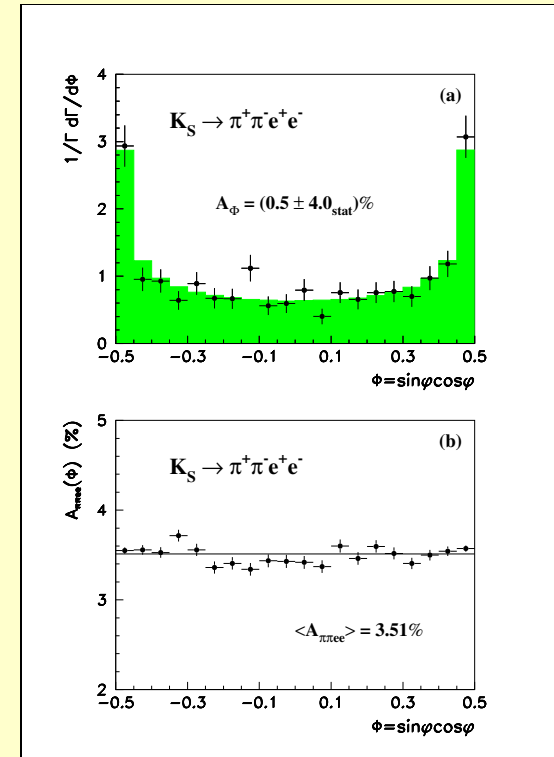 (a)
K_S → π⁺π⁻e⁺e⁻
A_Φ = (0.5 ± 4.0_stat)%
1/Γ dΓ/dΦ
4
3
2
1
0
−0.5 −0.3 −0.1 0.1 0.3 0.5
Φ=sinφcosφ
(b)
K_S → π⁺π⁻e⁺e⁻
<A_ππee> = 3.51%
A_ππee(Φ) (%)
5
4
3
2
−0.5 −0.3 −0.1 0.1 0.3 0.5
Φ=sinφcosφ